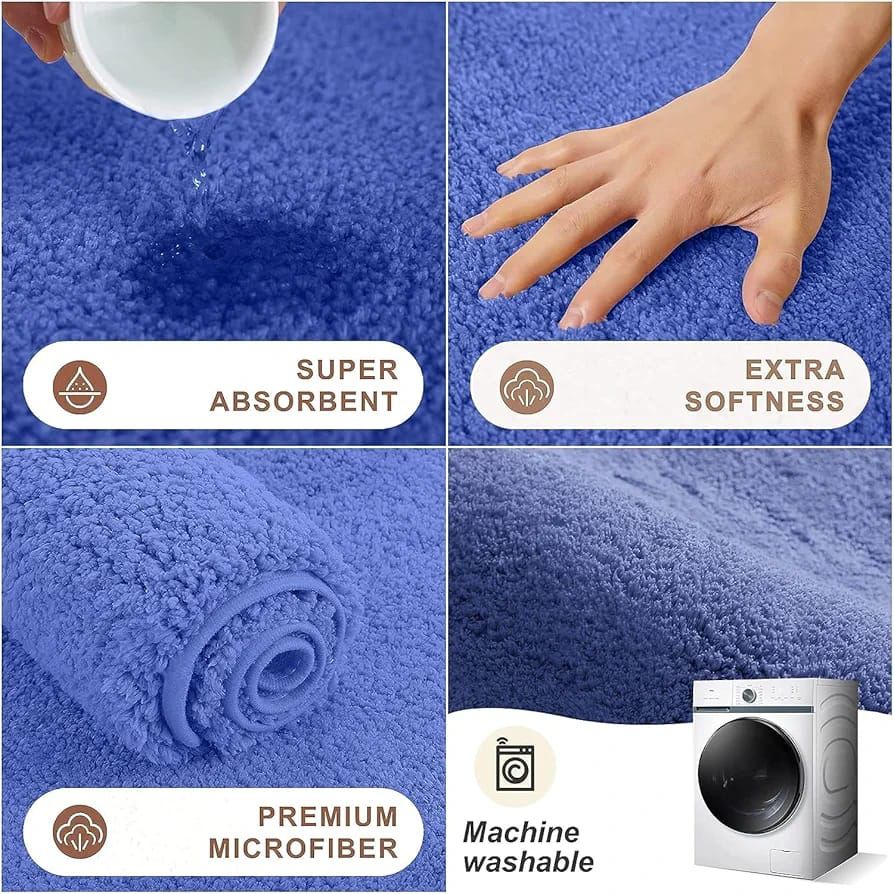 SUPER
ABSORBENT
EXTRA
SOFTNESS
PREMIUM
MICROFIBER
Machine
washable